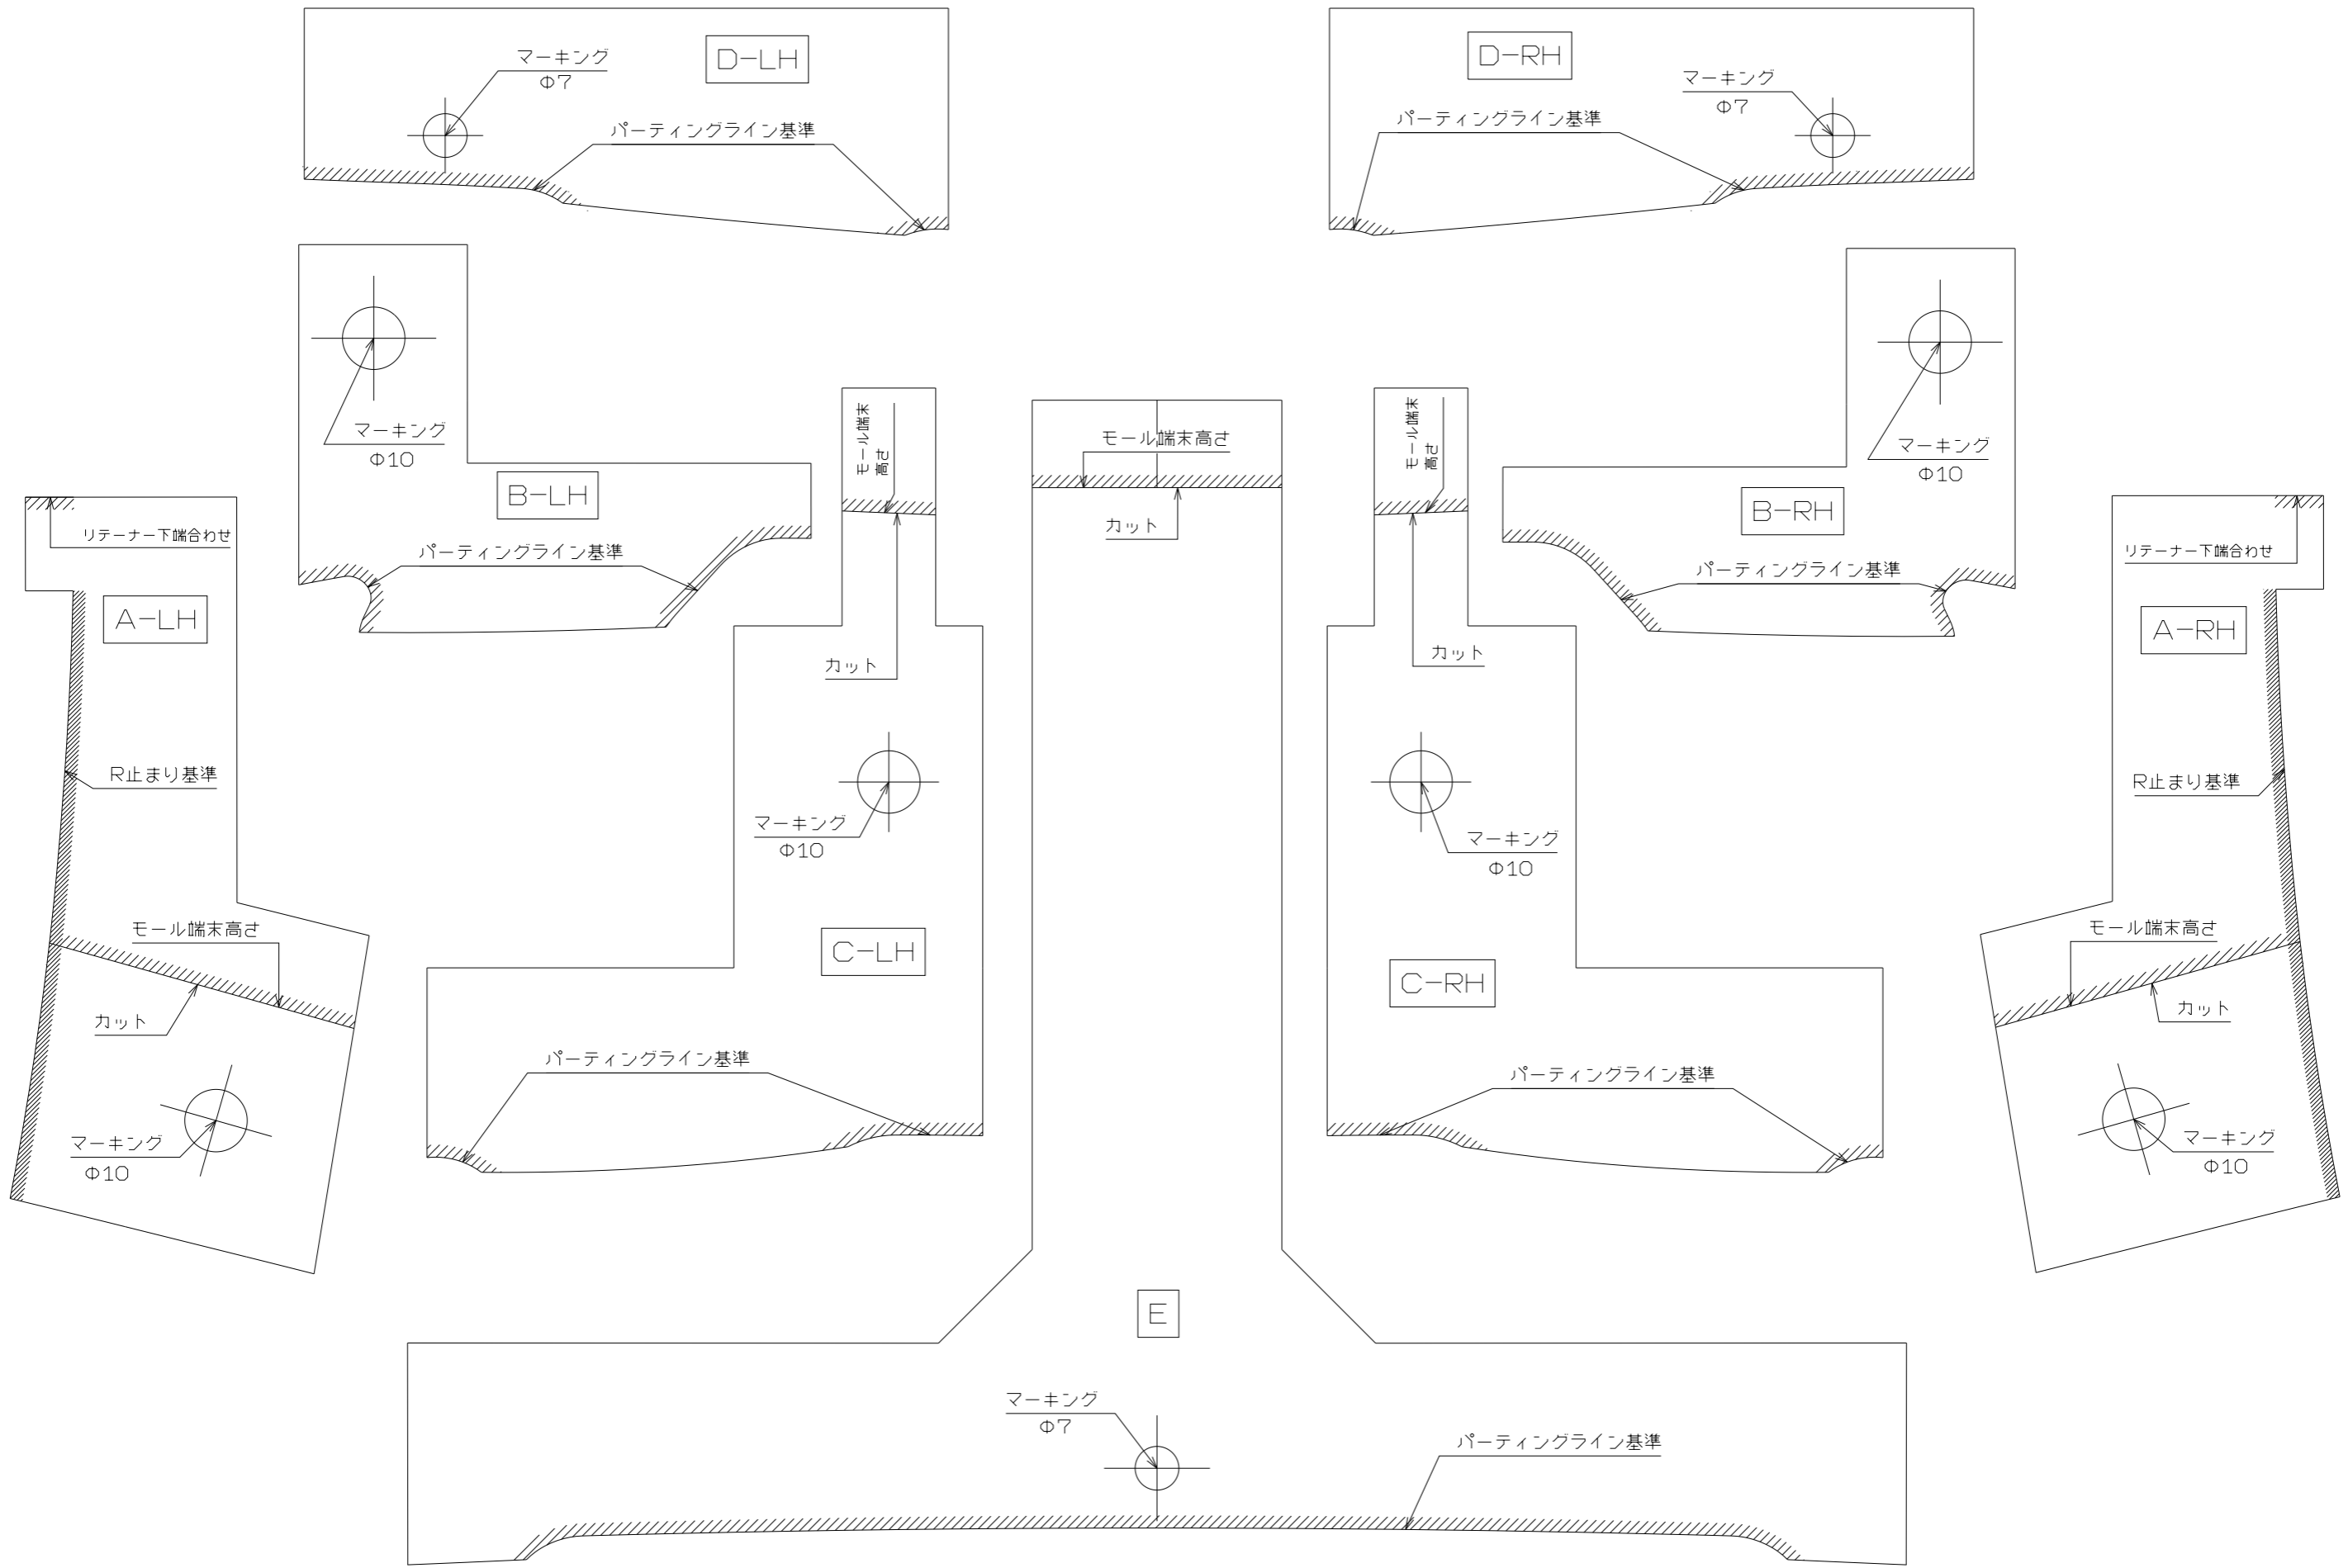 D-LH
マーキング
Φ7
パーティングライン基準
D-RH
マーキング
Φ7
パーティングライン基準
マーキング
Φ10
B-LH
パーティングライン基準
モール端末
高さ
カット
モール端末高さ
カット
モール端末
高さ
カット
マーキング
Φ10
B-RH
パーティングライン基準
リテーナー下端合わせ
A-LH
R止まり基準
モール端末高さ
カット
マーキング
Φ10
マーキング
Φ10
C-LH
パーティングライン基準
マーキング
Φ10
C-RH
パーティングライン基準
リテーナー下端合わせ
A-RH
R止まり基準
モール端末高さ
カット
マーキング
Φ10
E
マーキング
Φ7
パーティングライン基準